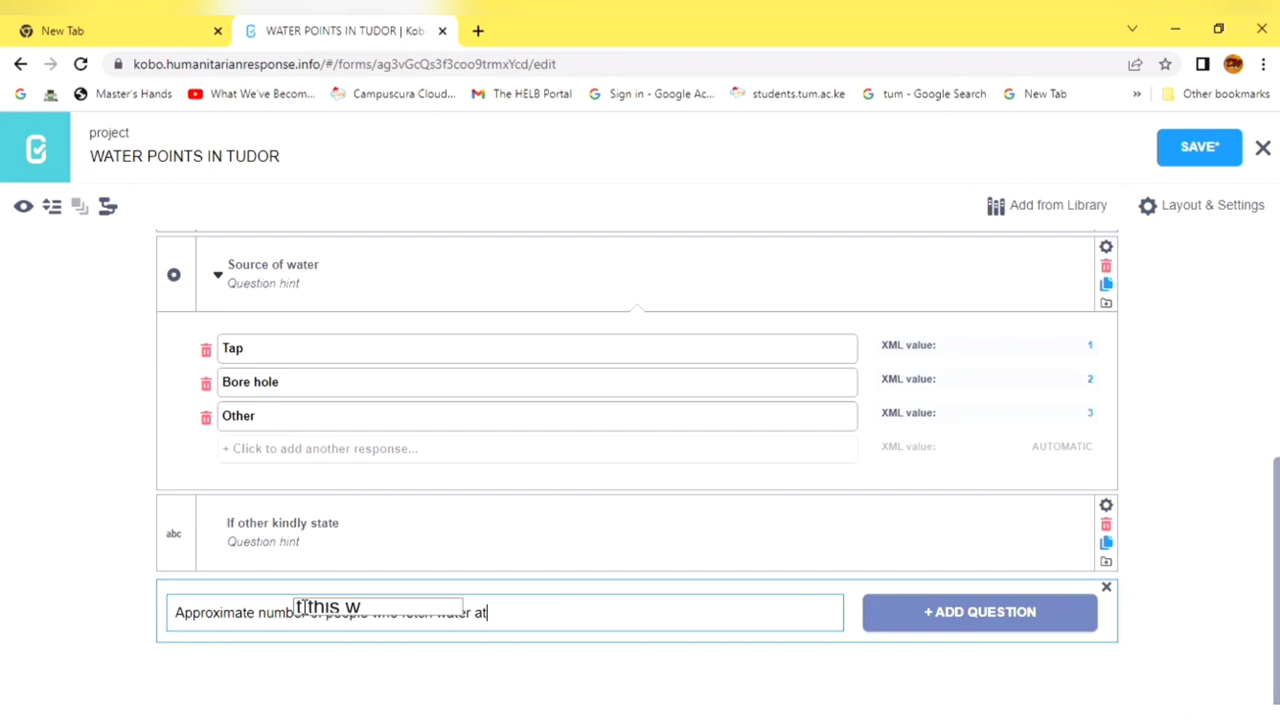 New Tab
WATER POINTS IN TUDOR | Kobo
kobo.humanitarianresponse.info/#/forms/ag3vGcQs3f3coo9trmxYcd/edit
Master's Hands
What We've Becom...
Campuscura Cloud...
The HELB Portal
Sign in - Google Ac...
students.tum.ac.ke
tum - Google Search
New Tab
»
Other bookmarks
project
WATER POINTS IN TUDOR
SAVE*
Add from Library
Layout & Settings
Source of water
Question hint
Tap
XML value: 1
Bore hole
XML value: 2
Other
XML value: 3
+ Click to add another response...
XML value: AUTOMATIC
abc
If other kindly state
Question hint
t this w
Approximate number of people who fetch water at
+ ADD QUESTION